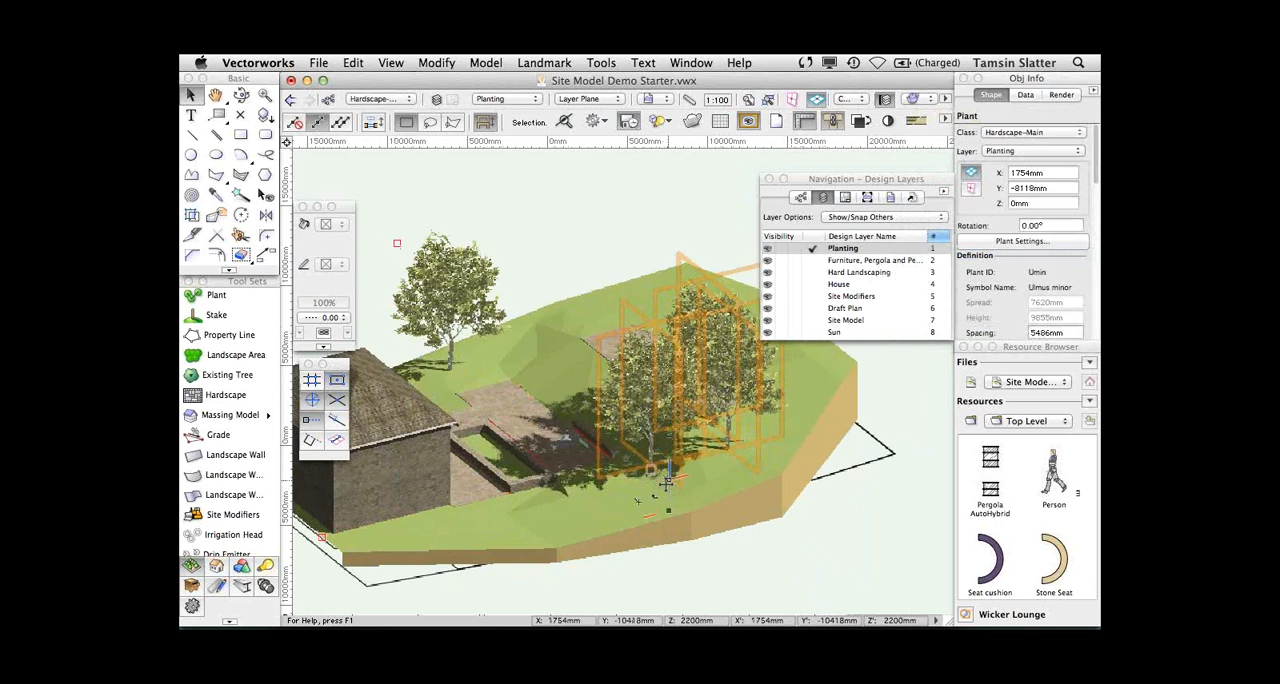 Vectorworks File Edit View Modify Model Landmark Tools Text Window Help (Charged) Tamsin Slatter
Basic
Site Model Demo Starter.vwx
Obj Info
Hardscape-...
Planting
Layer Plane
1:100
C...
Shape Data Render
Selection.
Plant
Class: Hardscape-Main
Layer: Planting
15000mm 10000mm 5000mm 0mm 5000mm 10000mm 15000mm 20000mm
X: 1754mm
Y: -8118mm
Z: 0mm
Rotation: 0.00°
Plant Settings...
Definition
Plant ID: Umin
Symbol Name: Ulmus minor
Spread: 7620mm
Height: 9855mm
Spacing: 5486mm
Navigation - Design Layers
Layer Options: Show/Snap Others
Visibility Design Layer Name #
Planting 1
Furniture, Pergola and Pe... 2
Hard Landscaping 3
House 4
Site Modifiers 5
Draft Plan 6
Site Model 7
Sun 8
100%
0.00
Tool Sets
Plant
Stake
Property Line
Landscape Area
Existing Tree
Hardscape
Massing Model
Grade
Landscape Wall
Landscape W...
Landscape W...
Site Modifiers
Irrigation Head
Drip Emitter
Resource Browser
Files
Site Mode...
Resources
Top Level
Pergola
AutoHybrid
Person
Seat cushion
Stone Seat
Wicker Lounge
For Help, press F1
X: 1754mm Y: -10418mm Z: 2200mm X': 1754mm Y': -10418mm Z': 2200mm